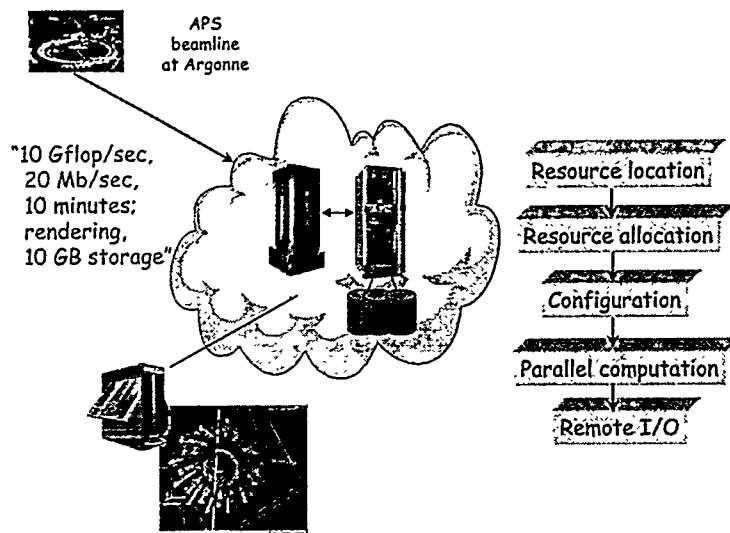 APS
beamline
at Argonne
"10 Gflop/sec,
20 Mb/sec,
10 minutes;
rendering,
10 GB storage"
Resource location
Resource allocation
Configuration
Parallel computation
Remote I/O